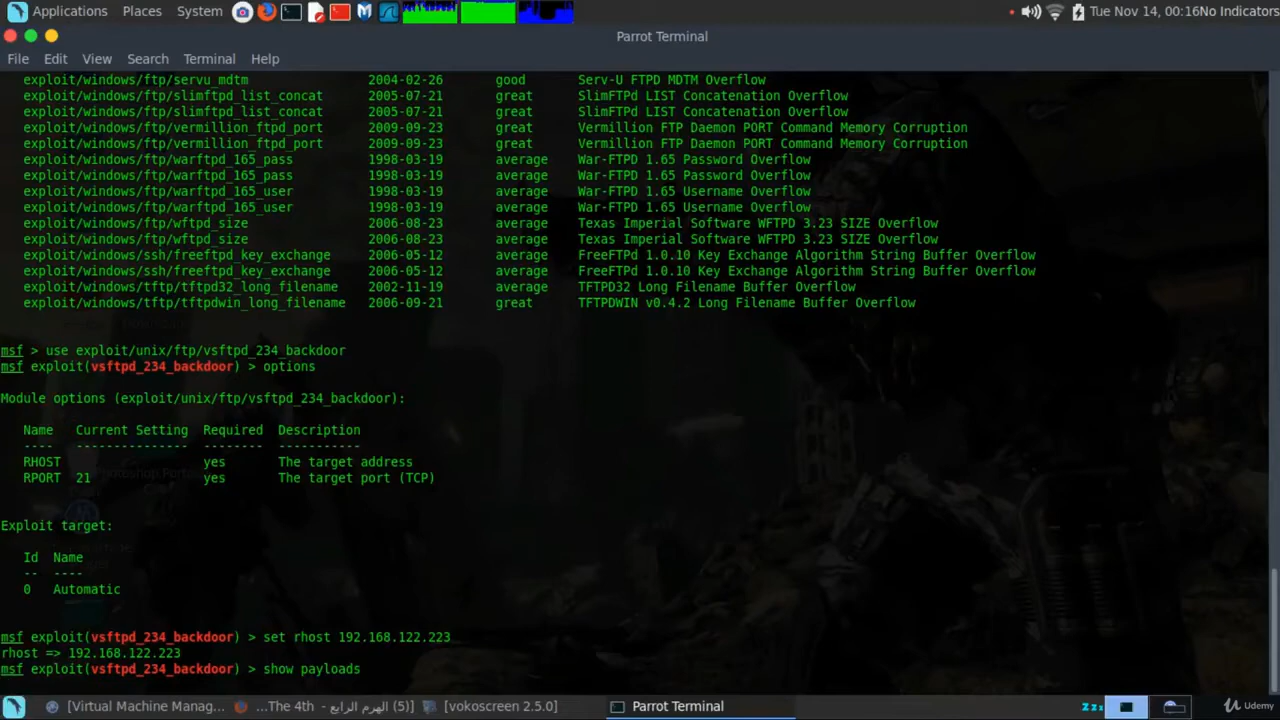 Applications Places System Tue Nov 14, 00:16 No Indicators
Parrot Terminal
File Edit View Search Terminal Help
exploit/windows/ftp/servu_mdtm 2004-02-26 good Serv-U FTPD MDTM Overflow
exploit/windows/ftp/slimftpd_list_concat 2005-07-21 great SlimFTPd LIST Concatenation Overflow
exploit/windows/ftp/slimftpd_list_concat 2005-07-21 great SlimFTPd LIST Concatenation Overflow
exploit/windows/ftp/vermillion_ftpd_port 2009-09-23 great Vermillion FTP Daemon PORT Command Memory Corruption
exploit/windows/ftp/vermillion_ftpd_port 2009-09-23 great Vermillion FTP Daemon PORT Command Memory Corruption
exploit/windows/ftp/warftpd_165_pass 1998-03-19 average War-FTPD 1.65 Password Overflow
exploit/windows/ftp/warftpd_165_pass 1998-03-19 average War-FTPD 1.65 Password Overflow
exploit/windows/ftp/warftpd_165_user 1998-03-19 average War-FTPD 1.65 Username Overflow
exploit/windows/ftp/warftpd_165_user 1998-03-19 average War-FTPD 1.65 Username Overflow
exploit/windows/ftp/wftpd_size 2006-08-23 average Texas Imperial Software WFTPD 3.23 SIZE Overflow
exploit/windows/ftp/wftpd_size 2006-08-23 average Texas Imperial Software WFTPD 3.23 SIZE Overflow
exploit/windows/ssh/freeftpd_key_exchange 2006-05-12 average FreeFTPd 1.0.10 Key Exchange Algorithm String Buffer Overflow
exploit/windows/ssh/freeftpd_key_exchange 2006-05-12 average FreeFTPd 1.0.10 Key Exchange Algorithm String Buffer Overflow
exploit/windows/tftp/tftpd32_long_filename 2002-11-19 average TFTPD32 Long Filename Buffer Overflow
exploit/windows/tftp/tftpdwin_long_filename 2006-09-21 great TFTPDWIN v0.4.2 Long Filename Buffer Overflow
msf > use exploit/unix/ftp/vsftpd_234_backdoor
msf exploit(vsftpd_234_backdoor) > options
Module options (exploit/unix/ftp/vsftpd_234_backdoor):
Name Current Setting Required Description
---- --------------- -------- -----------
RHOST yes The target address
RPORT 21 yes The target port (TCP)
Exploit target:
Id Name
-- ----
0 Automatic
msf exploit(vsftpd_234_backdoor) > set rhost 192.168.122.223
rhost => 192.168.122.223
msf exploit(vsftpd_234_backdoor) > show payloads
[Virtual Machine Manag... ...The 4th - الهرم الرابع (5)] [vokoscreen 2.5.0] Parrot Terminal Udemy